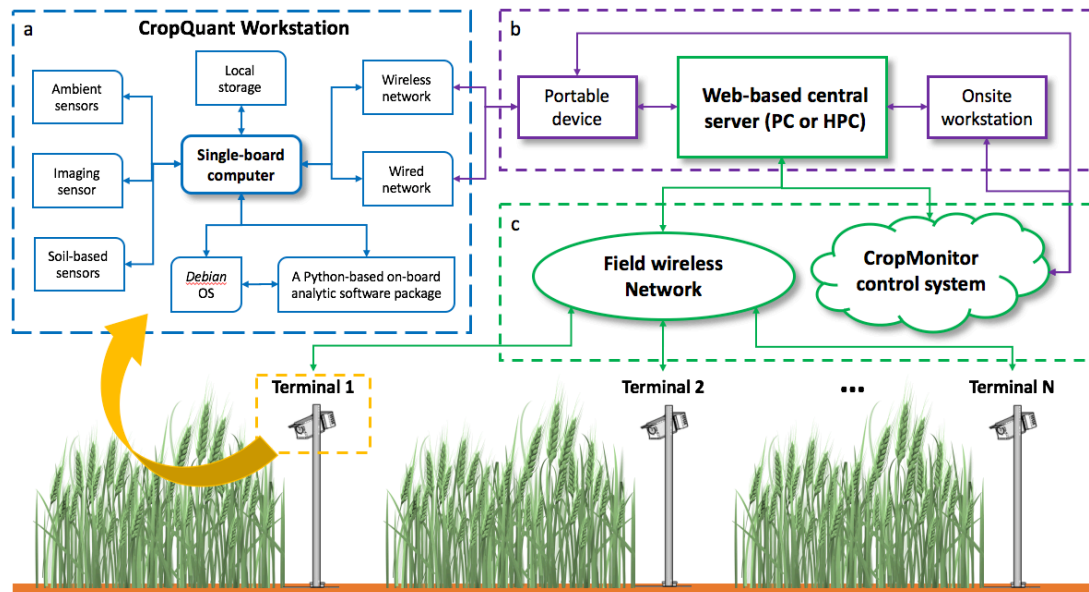 a
CropQuant Workstation
Ambient
sensors
Local
storage
Wireless
network
Imaging
sensor
Single-board
computer
Wired
network
Soil-based
sensors
Debian
OS
A Python-based on-board
analytic software package
b
Portable
device
Web-based central
server (PC or HPC)
Onsite
workstation
c
Field wireless
Network
CropMonitor
control system
Terminal 1
Terminal 2
...
Terminal N